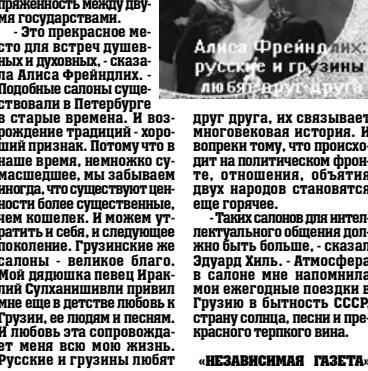 пряженность между дву-
мя государствами.
- Это прекрасное ме-
сто для встреч душев-
ных и духовных, - сказа-
ла Алиса Фрейндлих. -
Подобные салоны суще-
ствовали в Петербурге
в старые времена. И воз-
рождение традиций - хоро-
ший признак. Потому что в
наше время, немножко су-
масшедшее, мы забываем
иногда, что существуют цен-
ности более существенные,
чем кошелек. И можем ут-
ратить и себя, и следующее
поколение. Грузинские же
салоны - великое благо.
Мой дядюшка певец Ирак-
лий Сулханишивли привил
мне еще в детстве любовь к
Грузии, ее людям и песням.
И любовь эта сопровожда-
ет меня всю мою жизнь.
Русские и грузины любят
Алиса Фрейндлих:
русские и грузины
любят друг друга
друг друга, их связывает
многовековая история. И
вопреки тому, что происхо-
дит на политическом фрон-
те, отношения, объятия
двух народов становятся
еще горячее.
- Таких салонов для интел-
лектуального общения дол-
жно быть больше, - сказал
Эдуард Хиль. - Атмосфера
в салоне мне напомнила
мои ежегодные поездки в
Грузию в бытность СССР,
страну солнца, песни и пре-
красного терпкого вина.
«НЕЗАВИСИМАЯ ГАЗЕТА»